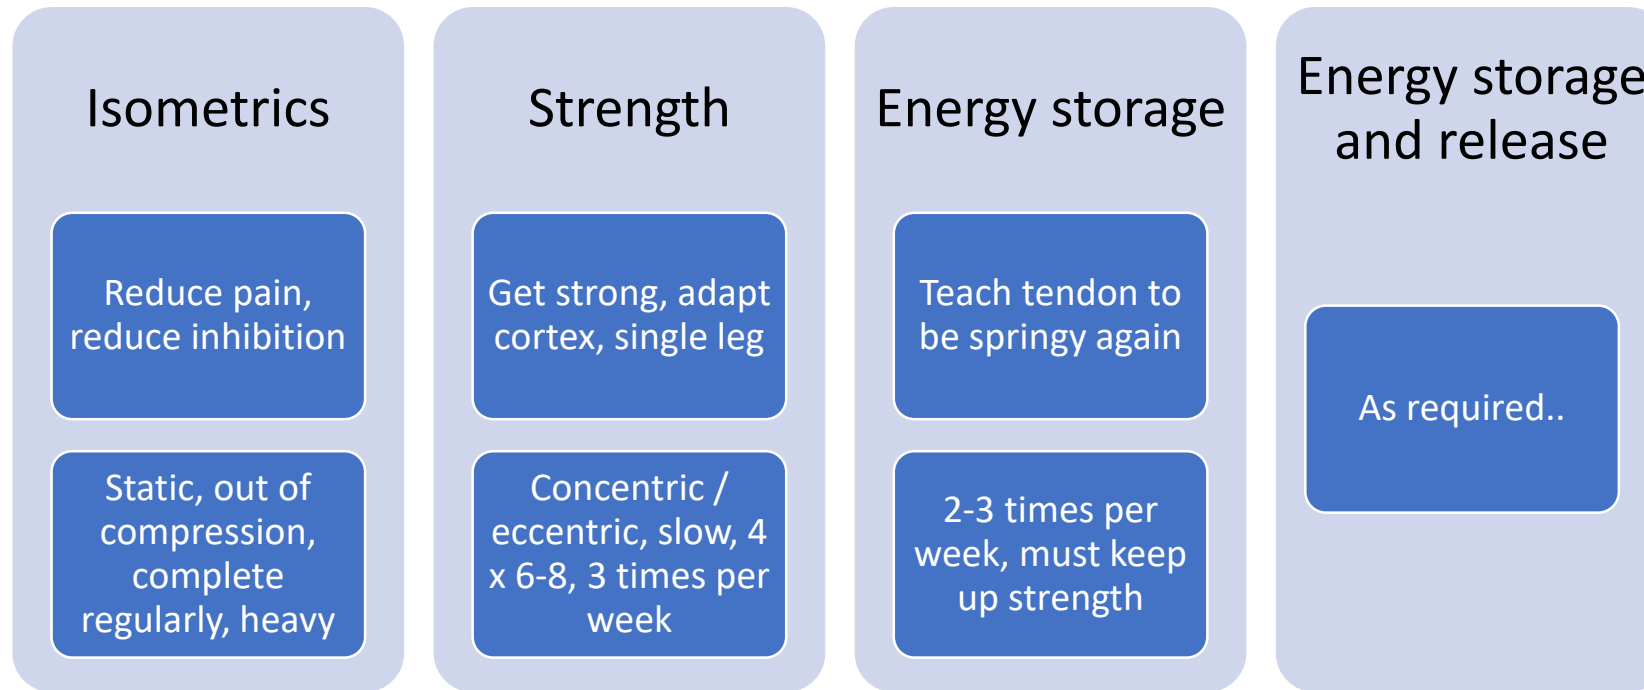 Isometrics
Reduce pain,
reduce inhibition
Static, out of
compression,
complete
regularly, heavy
Strength
Get strong, adapt
cortex, single leg
Concentric /
eccentric, slow, 4
x 6-8, 3 times per
week
Energy storage
Teach tendon to
be springy again
2-3 times per
week, must keep
up strength
Energy storage
and release
As required..